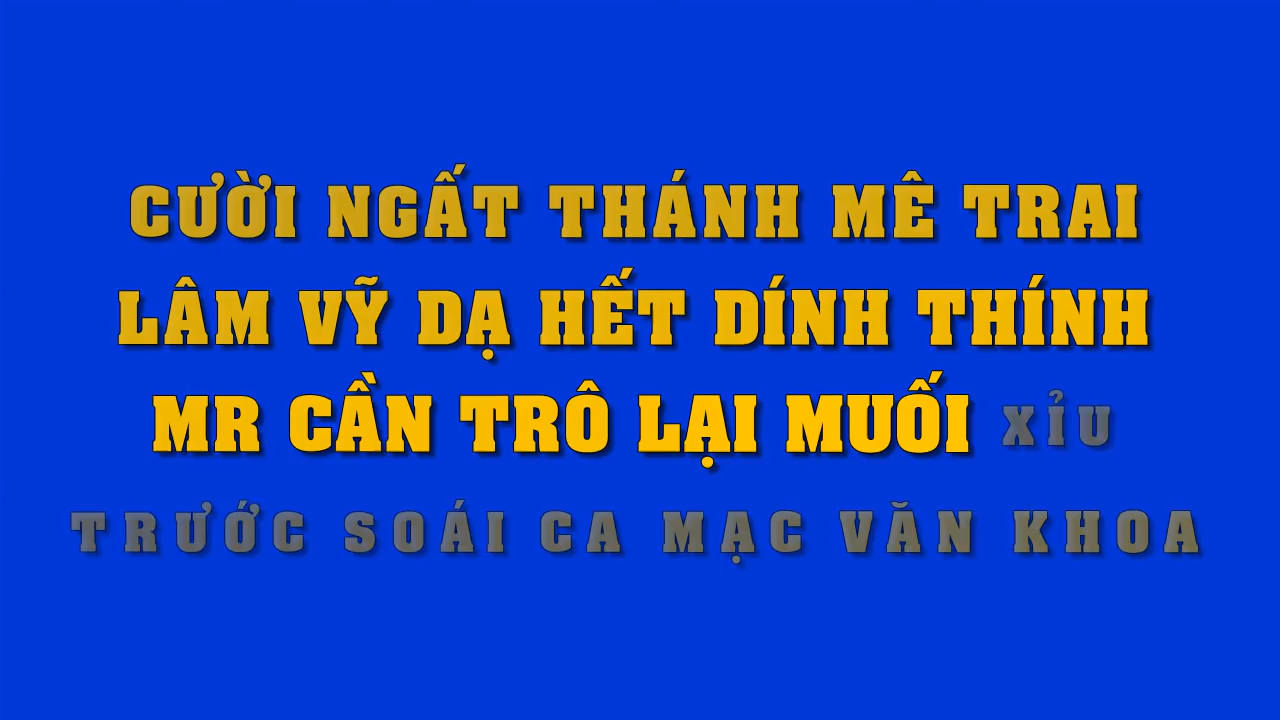 CƯỜI NGẤT THÁNH MÊ TRAI
LÂM VỸ DẠ HẾT DÍNH THÍNH
MR CẦN TRÔ LẠI MUỐI XỈU
TRƯỚC SOÁI CA MẠC VĂN KHOA